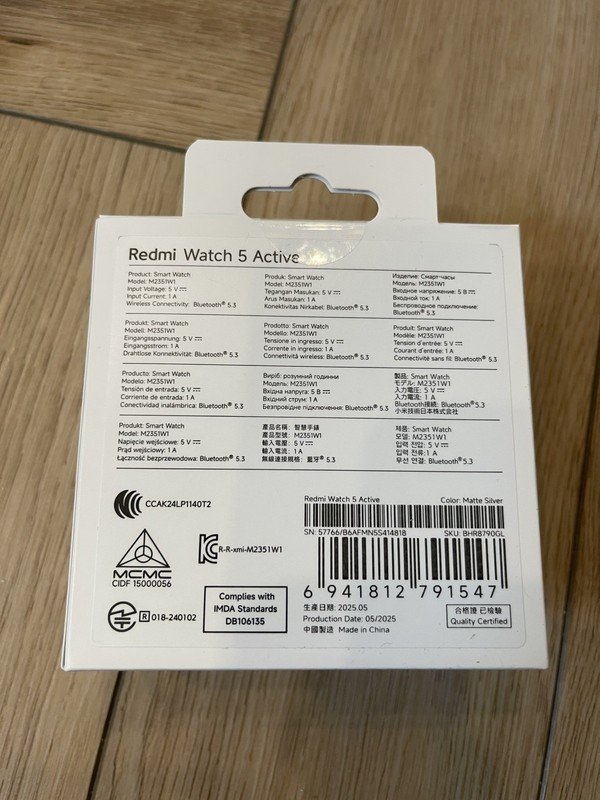 Redmi Watch 5 Active
Product: Smart Watch
Model: M2351W1
Input Voltage: 5 V⎓
Input Current: 1 A
Wireless Connectivity: Bluetooth® 5.3
Produk: Smart Watch
Model: M2351W1
Tegangan Masukan: 5 V⎓
Arus Masukan: 1 A
Konektivitas Nirkabel: Bluetooth® 5.3
Изделие: Смарт-часы
Модель: M2351W1
Входное напряжение: 5 В⎓
Входной ток: 1 А
Беспроводное подключение:
Bluetooth® 5.3
Produkt: Smart Watch
Modell: M2351W1
Eingangsspannung: 5 V⎓
Eingangsstrom: 1 A
Drahtlose Konnektivität: Bluetooth® 5.3
Prodotto: Smart Watch
Modello: M2351W1
Tensione in ingresso: 5 V⎓
Corrente in ingresso: 1 A
Connettività wireless: Bluetooth® 5.3
Produit: Smart Watch
Modèle: M2351W1
Tension d'entrée: 5 V⎓
Courant d'entrée: 1 A
Connectivité sans fil: Bluetooth® 5.3
Producto: Smart Watch
Modelo: M2351W1
Tensión de entrada: 5 V⎓
Corriente de entrada: 1 A
Conectividad inalámbrica: Bluetooth® 5.3
Виріб: розумний годинник
Модель: M2351W1
Вхідна напруга: 5 В⎓
Вхідний струм: 1 А
Безпровідне підключення: Bluetooth® 5.3
製品: Smart Watch
モデル: M2351W1
入力電圧: 5 V⎓
入力電流: 1 A
Bluetooth接続: Bluetooth® 5.3
小米技術日本株式会社
Produkt: Smart Watch
Model: M2351W1
Napięcie wejściowe: 5 V⎓
Prąd wejściowy: 1 A
Łączność bezprzewodowa: Bluetooth® 5.3
產品名稱: 智慧手錶
產品型號: M2351W1
輸入電壓: 5 V⎓
輸入電流: 1 A
無線連接規格: 藍牙® 5.3
제품: Smart Watch
모델: M2351W1
입력 전압: 5 V⎓
입력 전류: 1 A
무선 연결: Bluetooth® 5.3
CCAK24LP1140T2
MCMC
CIDF 15000056
R-R-xmi-M2351W1
R 018-240102
Complies with
IMDA Standards
DB106135
Redmi Watch 5 Active Color: Matte Silver
SN: 57766/B6AFMN5S414818 SKU: BHR8790GL
6 941812 791547
生產日期: 2025.05
Production Date: 05/2025
中國製造 Made in China
合格證 已檢驗
Quality Certified